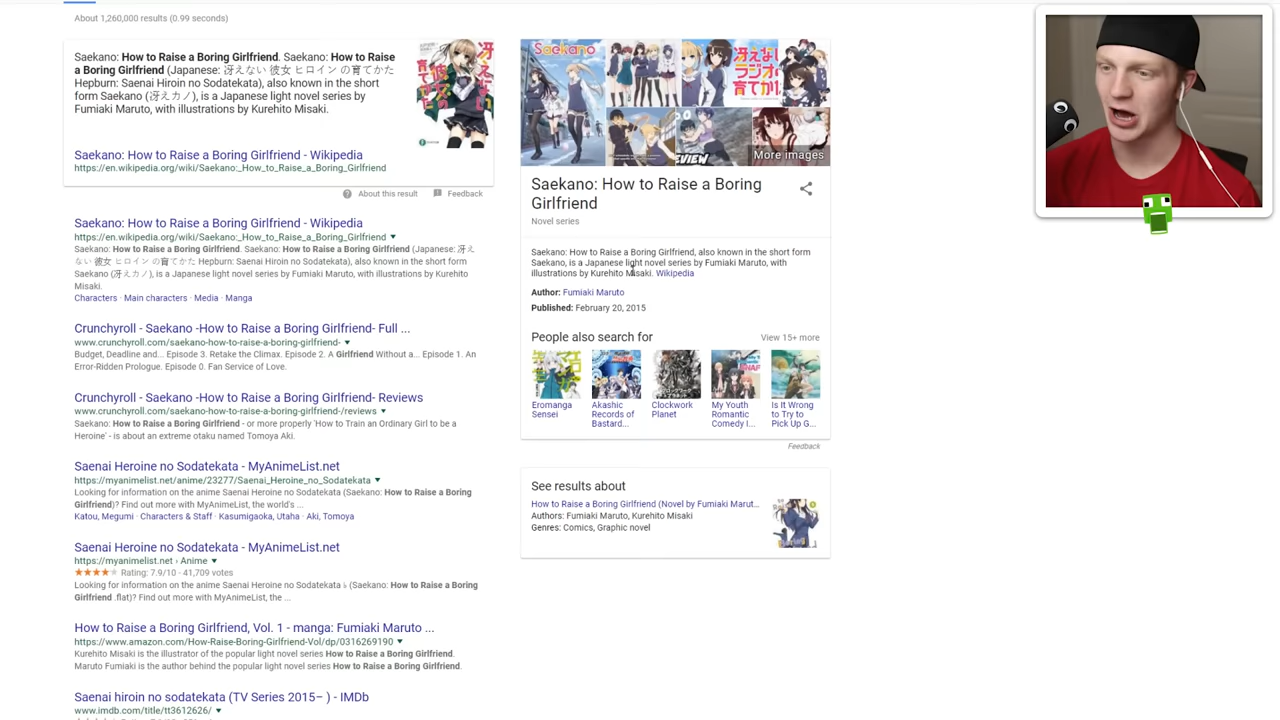 About 1,260,000 results (0.99 seconds)
Saekano: How to Raise a Boring Girlfriend. Saekano: How to Raise
a Boring Girlfriend (Japanese: 冴えない 彼女 ヒロイン の育てかた
Hepburn: Saenai Hiroin no Sodatekata), also known in the short
form Saekano (冴えカノ), is a Japanese light novel series by
Fumiaki Maruto, with illustrations by Kurehito Misaki.
Saekano: How to Raise a Boring Girlfriend - Wikipedia
https://en.wikipedia.org/wiki/Saekano:_How_to_Raise_a_Boring_Girlfriend
About this result
Feedback
Saekano: How to Raise a Boring Girlfriend - Wikipedia
https://en.wikipedia.org/wiki/Saekano:_How_to_Raise_a_Boring_Girlfriend
Saekano: How to Raise a Boring Girlfriend. Saekano: How to Raise a Boring Girlfriend (Japanese: 冴え
ない 彼女 ヒロイン の育てかた Hepburn: Saenai Hiroin no Sodatekata), also known in the short form
Saekano (冴えカノ), is a Japanese light novel series by Fumiaki Maruto, with illustrations by Kurehito
Misaki.
Characters · Main characters · Media · Manga
Crunchyroll - Saekano -How to Raise a Boring Girlfriend- Full ...
www.crunchyroll.com/saekano-how-to-raise-a-boring-girlfriend-
Budget, Deadline and... Episode 3. Retake the Climax. Episode 2. A Girlfriend Without a... Episode 1. An
Error-Ridden Prologue. Episode 0. Fan Service of Love.
Crunchyroll - Saekano -How to Raise a Boring Girlfriend- Reviews
www.crunchyroll.com/saekano-how-to-raise-a-boring-girlfriend-/reviews
Saekano: How to Raise a Boring Girlfriend - or more properly 'How to Train an Ordinary Girl to be a
Heroine' - is about an extreme otaku named Tomoya Aki.
Saenai Heroine no Sodatekata - MyAnimeList.net
https://myanimelist.net/anime/23277/Saenai_Heroine_no_Sodatekata
Looking for information on the anime Saenai Heroine no Sodatekata (Saekano: How to Raise a Boring
Girlfriend)? Find out more with MyAnimeList, the world's ...
Katou, Megumi · Characters & Staff · Kasumigaoka, Utaha · Aki, Tomoya
Saenai Heroine no Sodatekata - MyAnimeList.net
https://myanimelist.net › Anime
Rating: 7.9/10 - 41,709 votes
Looking for information on the anime Saenai Heroine no Sodatekata ♭ (Saekano: How to Raise a Boring
Girlfriend .flat)? Find out more with MyAnimeList, the ...
How to Raise a Boring Girlfriend, Vol. 1 - manga: Fumiaki Maruto ...
https://www.amazon.com/How-Raise-Boring-Girlfriend-Vol/dp/0316269190
Kurehito Misaki is the illustrator of the popular light novel series How to Raise a Boring Girlfriend.
Maruto Fumiaki is the author behind the popular light novel series How to Raise a Boring Girlfriend.
Saenai hiroin no sodatekata (TV Series 2015– ) - IMDb
www.imdb.com/title/tt3612626/
Saekano
More images
Saekano: How to Raise a Boring
Girlfriend
Novel series
Saekano: How to Raise a Boring Girlfriend, also known in the short form
Saekano, is a Japanese light novel series by Fumiaki Maruto, with
illustrations by Kurehito Misaki. Wikipedia
Author: Fumiaki Maruto
Published: February 20, 2015
People also search for
View 15+ more
Eromanga
Sensei
Akashic
Records of
Bastard...
Clockwork
Planet
My Youth
Romantic
Comedy I...
Is It Wrong
to Try to
Pick Up G...
Feedback
See results about
How to Raise a Boring Girlfriend (Novel by Fumiaki Marut...
Authors: Fumiaki Maruto, Kurehito Misaki
Genres: Comics, Graphic novel